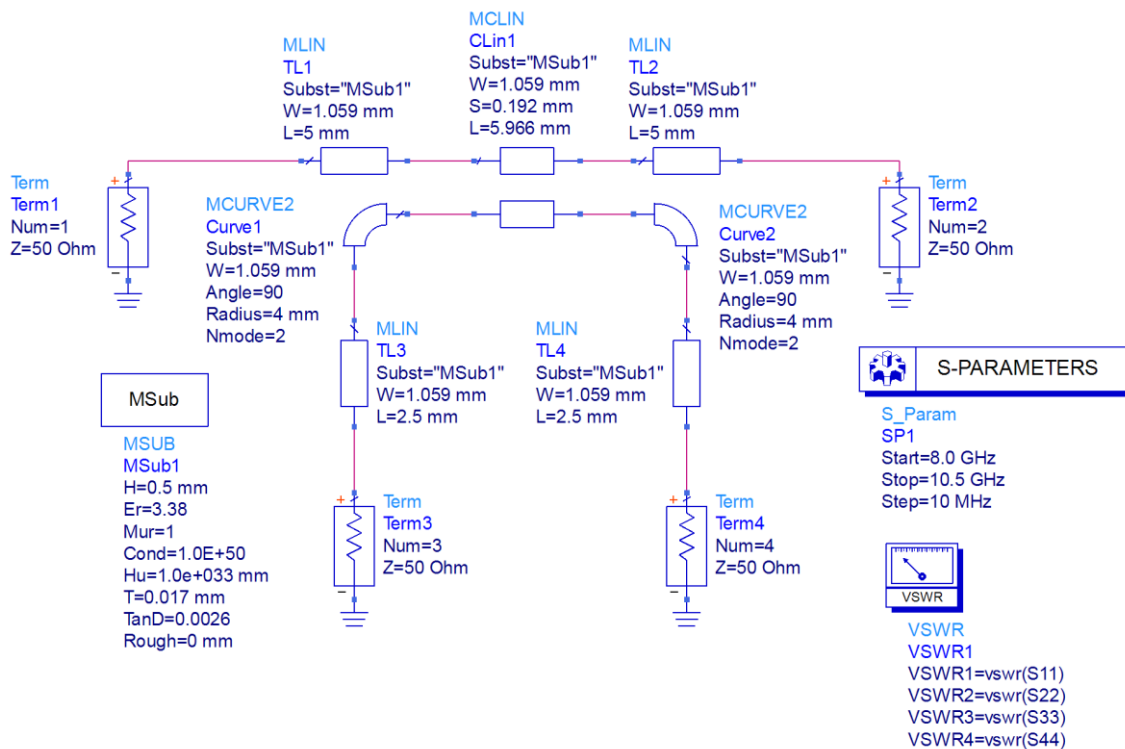 MLIN
TL1
Subst="MSub1"
W=1.059 mm
L=5 mm
MCLIN
CLin1
Subst="MSub1"
W=1.059 mm
S=0.192 mm
L=5.966 mm
MLIN
TL2
Subst="MSub1"
W=1.059 mm
L=5 mm
+
Term
Term1
Num=1
Z=50 Ohm
−
MCURVE2
Curve1
Subst="MSub1"
W=1.059 mm
Angle=90
Radius=4 mm
Nmode=2
MCURVE2
Curve2
Subst="MSub1"
W=1.059 mm
Angle=90
Radius=4 mm
Nmode=2
+
Term
Term2
Num=2
Z=50 Ohm
−
MLIN
TL3
Subst="MSub1"
W=1.059 mm
L=2.5 mm
MLIN
TL4
Subst="MSub1"
W=1.059 mm
L=2.5 mm
MSub
MSUB
MSub1
H=0.5 mm
Er=3.38
Mur=1
Cond=1.0E+50
Hu=1.0e+033 mm
T=0.017 mm
TanD=0.0026
Rough=0 mm
+
Term
Term3
Num=3
Z=50 Ohm
−
+
Term
Term4
Num=4
Z=50 Ohm
−
S-PARAMETERS
S_Param
SP1
Start=8.0 GHz
Stop=10.5 GHz
Step=10 MHz
VSWR
VSWR
VSWR1
VSWR1=vswr(S11)
VSWR2=vswr(S22)
VSWR3=vswr(S33)
VSWR4=vswr(S44)